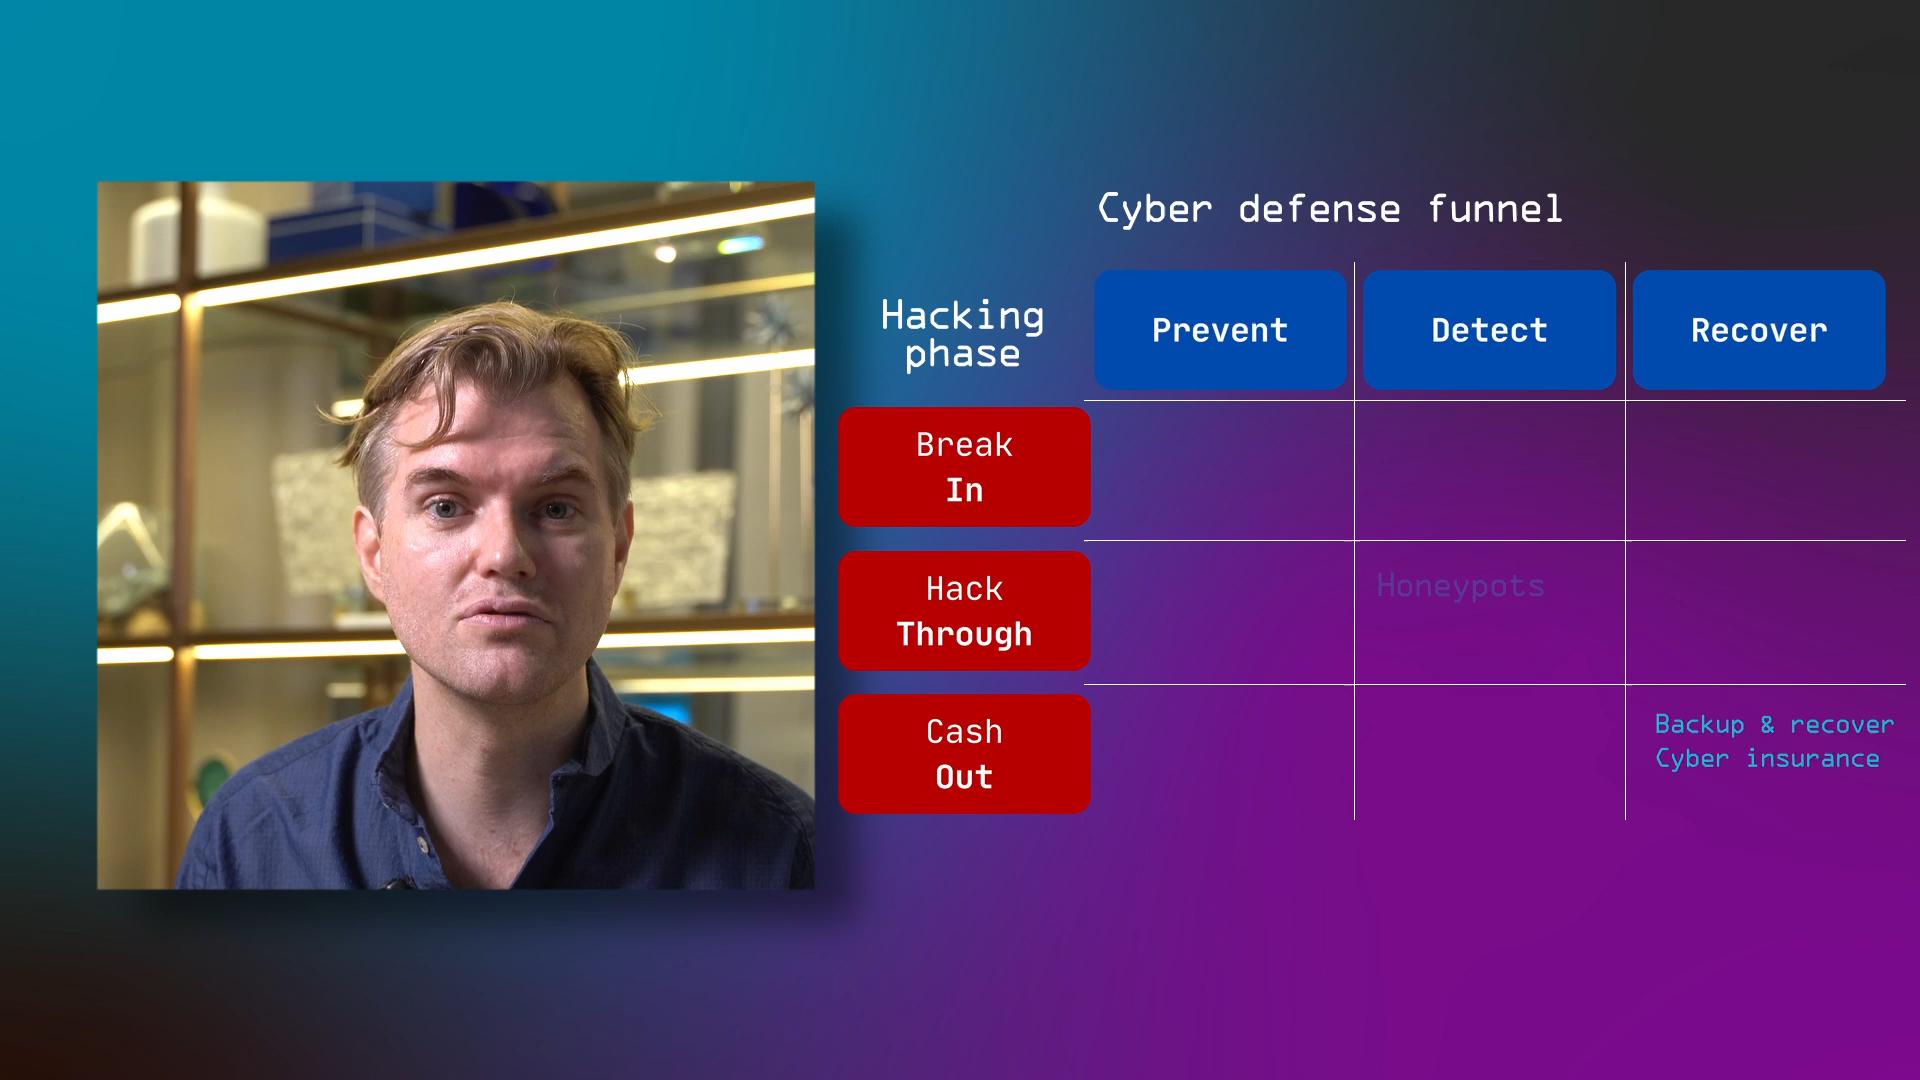 Cyber defense funnel
Hacking
phase
Prevent
Detect
Recover
Break
In
Hack
Through
Honeypots
Cash
Out
Backup & recover
Cyber insurance